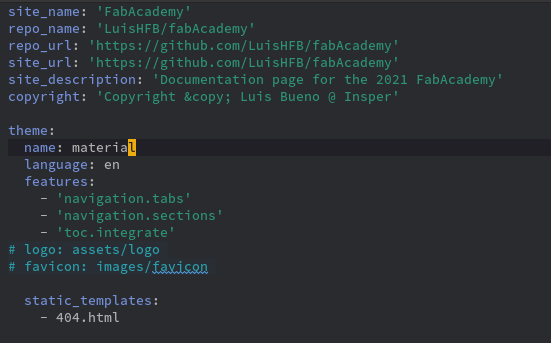 site_name: 'FabAcademy'
repo_name: 'LuisHFB/fabAcademy'
repo_url: 'https://github.com/LuisHFB/fabAcademy'
site_url: 'https://github.com/LuisHFB/fabAcademy'
site_description: 'Documentation page for the 2021 FabAcademy'
copyright: 'Copyright &copy; Luis Bueno @ Insper'

theme:
  name: material
  language: en
  features:
    - 'navigation.tabs'
    - 'navigation.sections'
    - 'toc.integrate'
# logo: assets/logo
# favicon: images/favicon

  static_templates:
    - 404.html